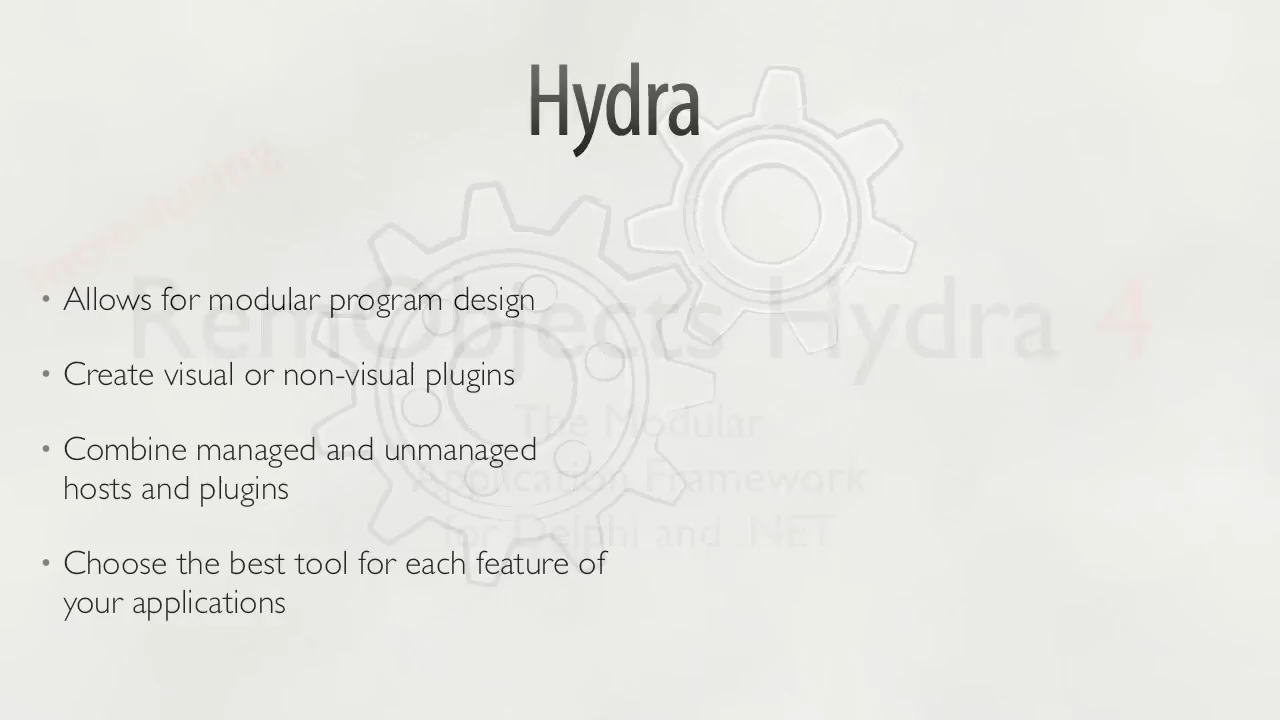 Hydra
Introducing
RemObjects Hydra 4
• Allows for modular program design
• Create visual or non-visual plugins
The Modular
• Combine managed and unmanaged
hosts and plugins
Application Framework
for Delphi and .NET
• Choose the best tool for each feature of
your applications